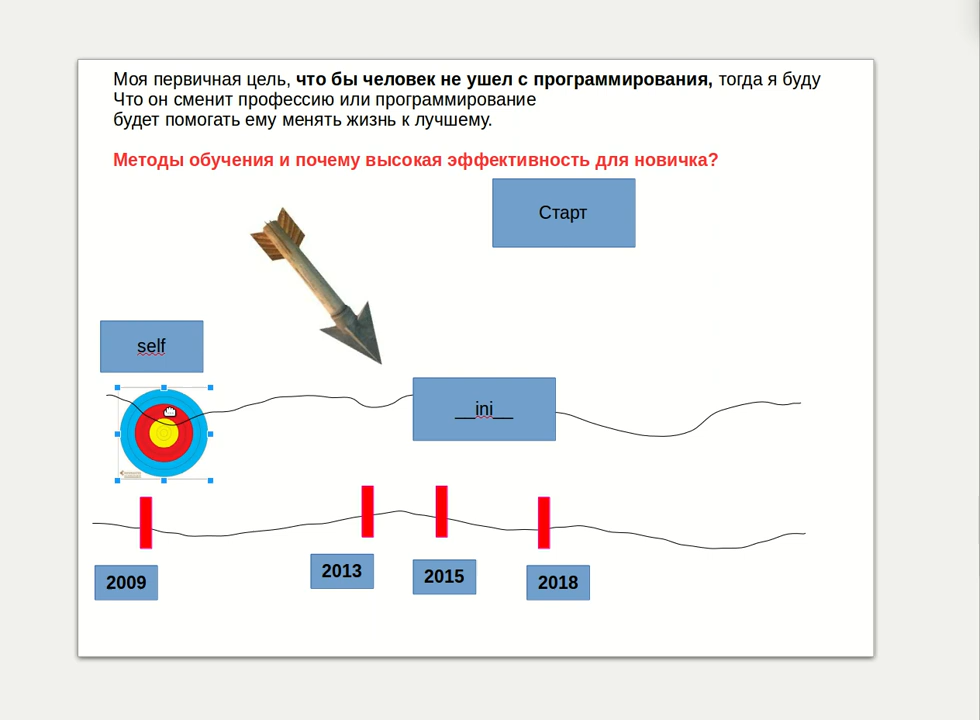 Моя первичная цель, что бы человек не ушел с программирования, тогда я буду
Что он сменит профессию или программирование
будет помогать ему менять жизнь к лучшему.
Методы обучения и почему высокая эффективность для новичка?
Старт
self
__ini__
2009
2013
2015
2018